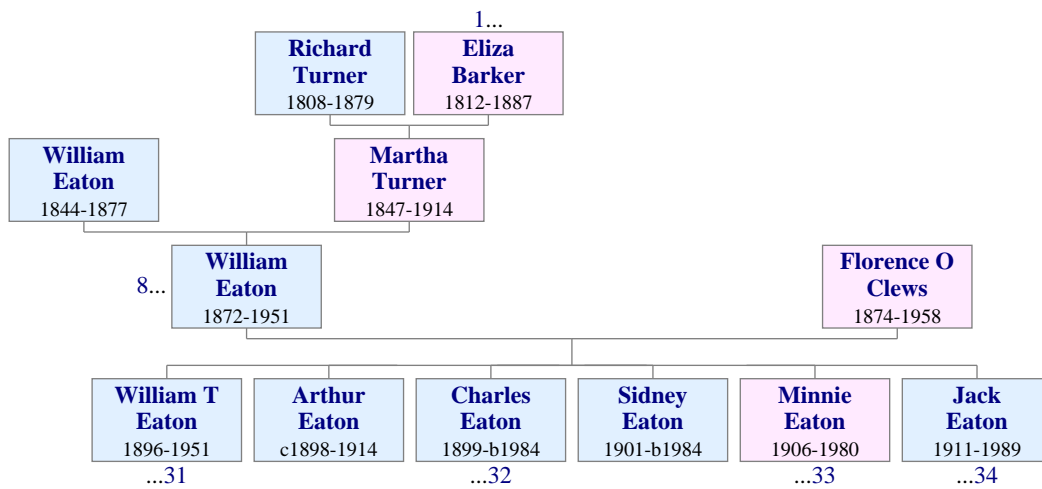 1...
Richard
Turner
1808-1879
Eliza
Barker
1812-1887
William
Eaton
1844-1877
Martha
Turner
1847-1914
8...
William
Eaton
1872-1951
Florence O
Clews
1874-1958
William T
Eaton
1896-1951
Arthur
Eaton
c1898-1914
Charles
Eaton
1899-b1984
Sidney
Eaton
1901-b1984
Minnie
Eaton
1906-1980
Jack
Eaton
1911-1989
...31
...32
...33
...34